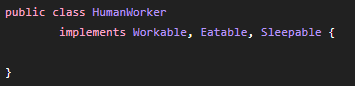 public class HumanWorker
        implements Workable, Eatable, Sleepable {

}